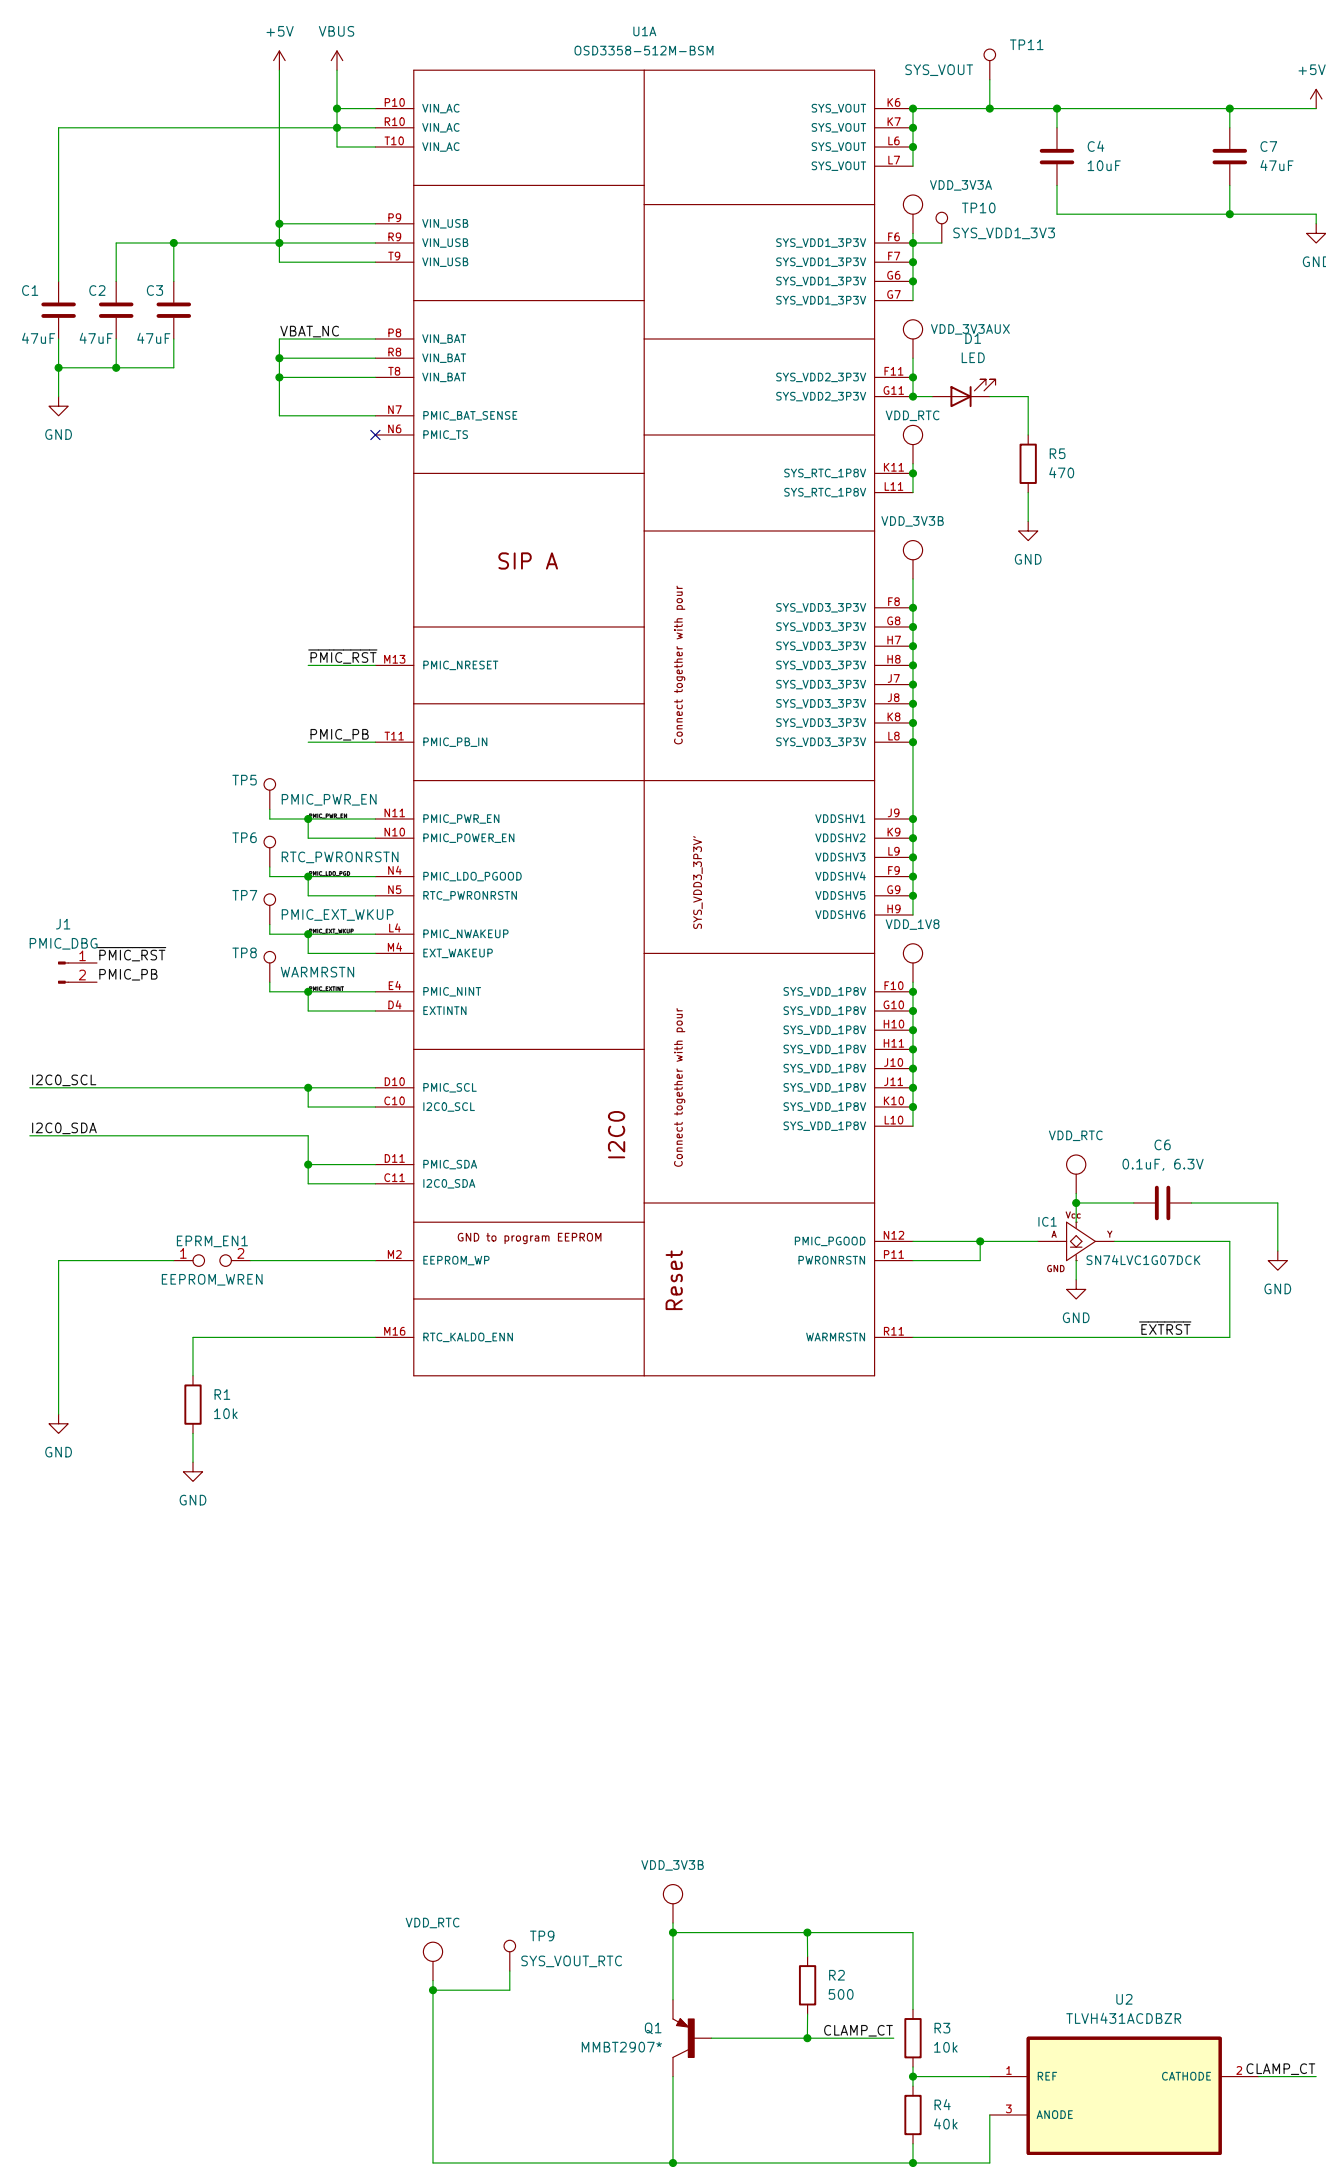 +5V
VBUS
U1A
OSD3358-512M-BSM
TP11
SYS_VOUT
+5V
P10 VIN_AC
R10 VIN_AC
T10 VIN_AC
SYS_VOUT K6
SYS_VOUT K7
SYS_VOUT L6
SYS_VOUT L7
C4
10uF
C7
47uF
GND
VDD_3V3A
TP10
SYS_VDD1_3V3
P9 VIN_USB
R9 VIN_USB
T9 VIN_USB
SYS_VDD1_3P3V F6
SYS_VDD1_3P3V F7
SYS_VDD1_3P3V G6
SYS_VDD1_3P3V G7
C1
47uF
C2
47uF
C3
47uF
GND
VBAT_NC
P8 VIN_BAT
R8 VIN_BAT
T8 VIN_BAT
N7 PMIC_BAT_SENSE
N6 PMIC_TS
VDD_3V3AUX
D1
LED
SYS_VDD2_3P3V F11
SYS_VDD2_3P3V G11
VDD_RTC
SYS_RTC_1P8V K11
SYS_RTC_1P8V L11
R5
470
GND
SIP A
VDD_3V3B
Connect together with pour
SYS_VDD3_3P3V F8
SYS_VDD3_3P3V G8
SYS_VDD3_3P3V H7
SYS_VDD3_3P3V H8
SYS_VDD3_3P3V J7
SYS_VDD3_3P3V J8
SYS_VDD3_3P3V K8
SYS_VDD3_3P3V L8
PMIC_RST M13 PMIC_NRESET
PMIC_PB T11 PMIC_PB_IN
TP5
PMIC_PWR_EN
PMIC_PWR_EN N11 PMIC_PWR_EN
N10 PMIC_POWER_EN
TP6
RTC_PWRONRSTN
PMIC_LDO_PGD N4 PMIC_LDO_PGOOD
N5 RTC_PWRONRSTN
TP7
PMIC_EXT_WKUP
PMIC_EXT_WKUP L4 PMIC_NWAKEUP
M4 EXT_WAKEUP
TP8
WARMRSTN
PMIC_EXTINT E4 PMIC_NINT
D4 EXTINTN
SYS_VDD3_3P3V'
VDDSHV1 J9
VDDSHV2 K9
VDDSHV3 L9
VDDSHV4 F9
VDDSHV5 G9
VDDSHV6 H9
J1
PMIC_DBG
1 PMIC_RST
2 PMIC_PB
VDD_1V8
Connect together with pour
SYS_VDD_1P8V F10
SYS_VDD_1P8V G10
SYS_VDD_1P8V H10
SYS_VDD_1P8V H11
SYS_VDD_1P8V J10
SYS_VDD_1P8V J11
SYS_VDD_1P8V K10
SYS_VDD_1P8V L10
I2C0_SCL
D10 PMIC_SCL
C10 I2C0_SCL
I2C0_SDA
D11 PMIC_SDA
C11 I2C0_SDA
I2C0
GND to program EEPROM
EPRM_EN1
1 2
EEPROM_WREN
M2 EEPROM_WP
GND
M16 RTC_KALDO_ENN
R1
10k
GND
Reset
PMIC_PGOOD N12
PWRONRSTN P11
WARMRSTN R11
VDD_RTC
C6
0.1uF, 6.3V
IC1
Vcc
A
Y
GND
SN74LVC1G07DCK
GND
GND
EXTRST
VDD_3V3B
VDD_RTC
TP9
SYS_VOUT_RTC
R2
500
Q1
MMBT2907*
CLAMP_CT
R3
10k
R4
40k
U2
TLVH431ACDBZR
1 REF
3 ANODE
CATHODE 2
CLAMP_CT